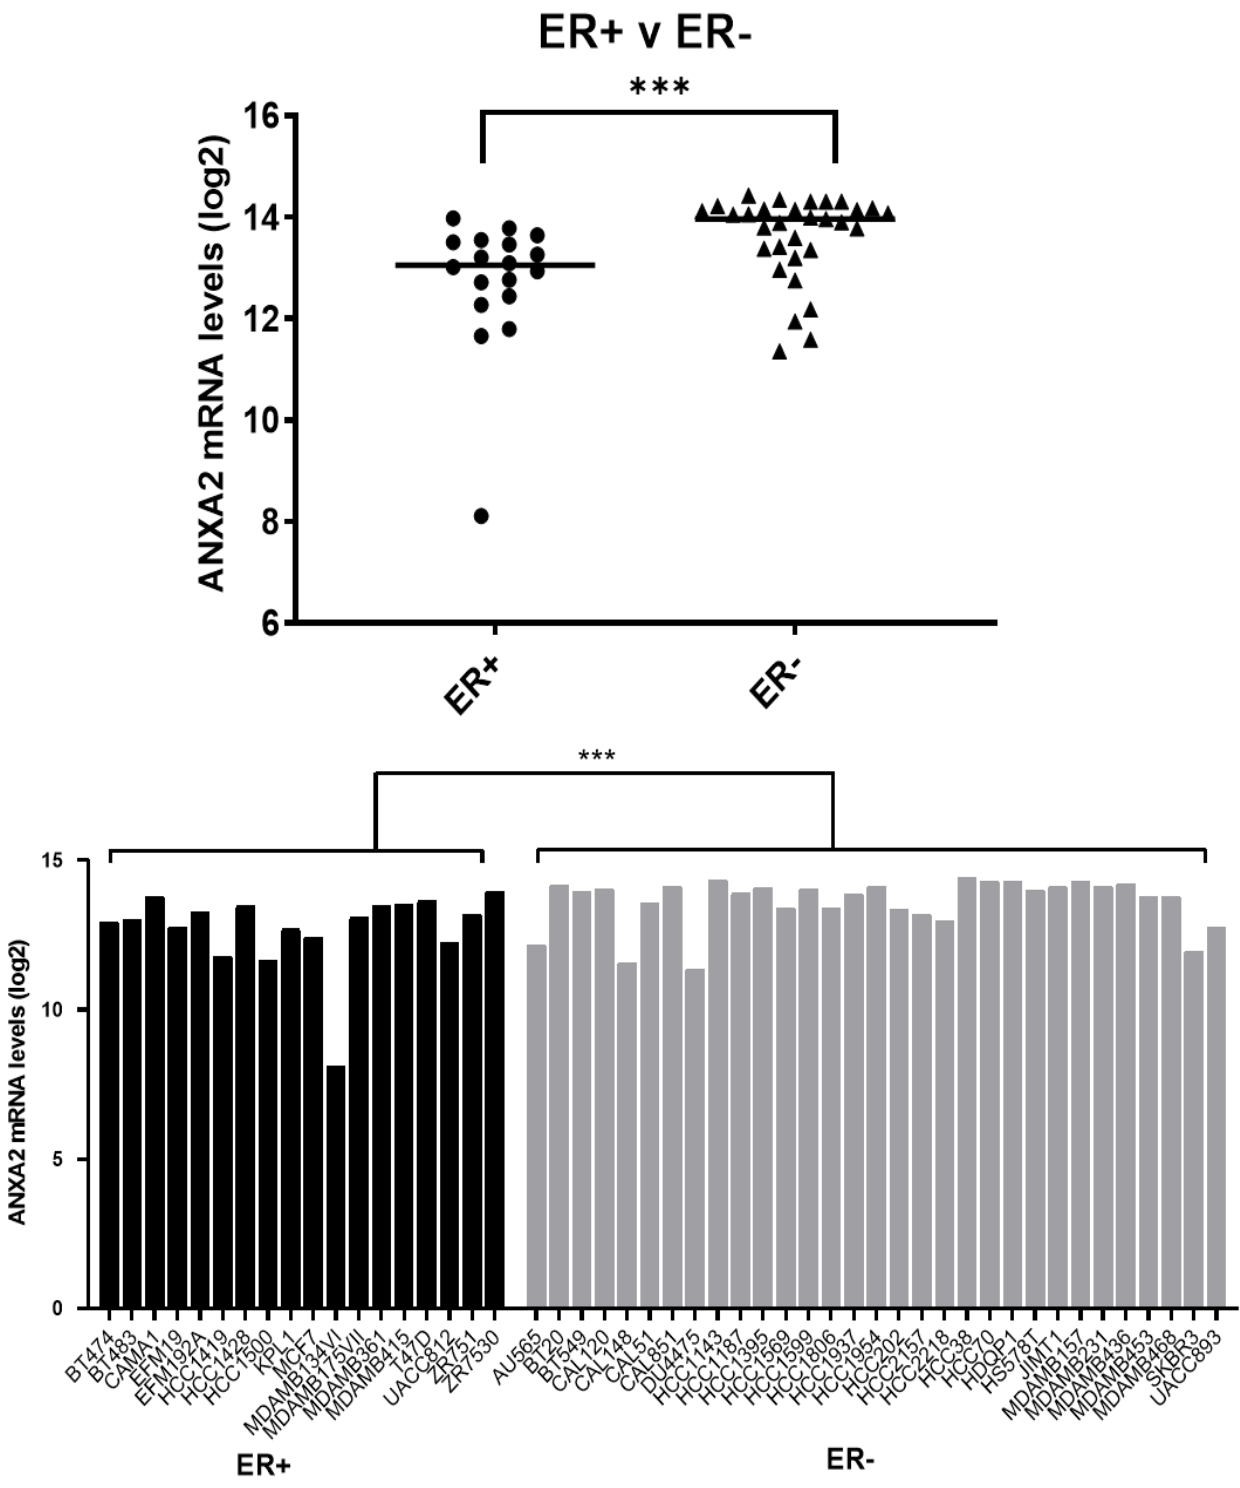 ER+ v ER-
***
ANXA2 mRNA levels (log2)
16
14
12
10
8
6
ER+
ER-
***
ANXA2 mRNA levels (log2)
15
10
5
0
BT474
BT483
CAMA1
EFM19
EFM192A
HCC1419
HCC1428
HCC1500
KPL1
MCF7
MDAMB134VI
MDAMB175VII
MDAMB361
MDAMB415
T47D
UACC812
ZR751
ZR7530
AU565
BT20
BT549
CAL120
CAL148
CAL51
CAL851
DU4475
HCC1143
HCC1187
HCC1395
HCC1569
HCC1599
HCC1806
HCC1937
HCC1954
HCC202
HCC2157
HCC2218
HCC38
HCC70
HDQP1
HS578T
JIMT1
MDAMB157
MDAMB231
MDAMB436
MDAMB453
MDAMB468
SKBR3
UACC893
ER+
ER-